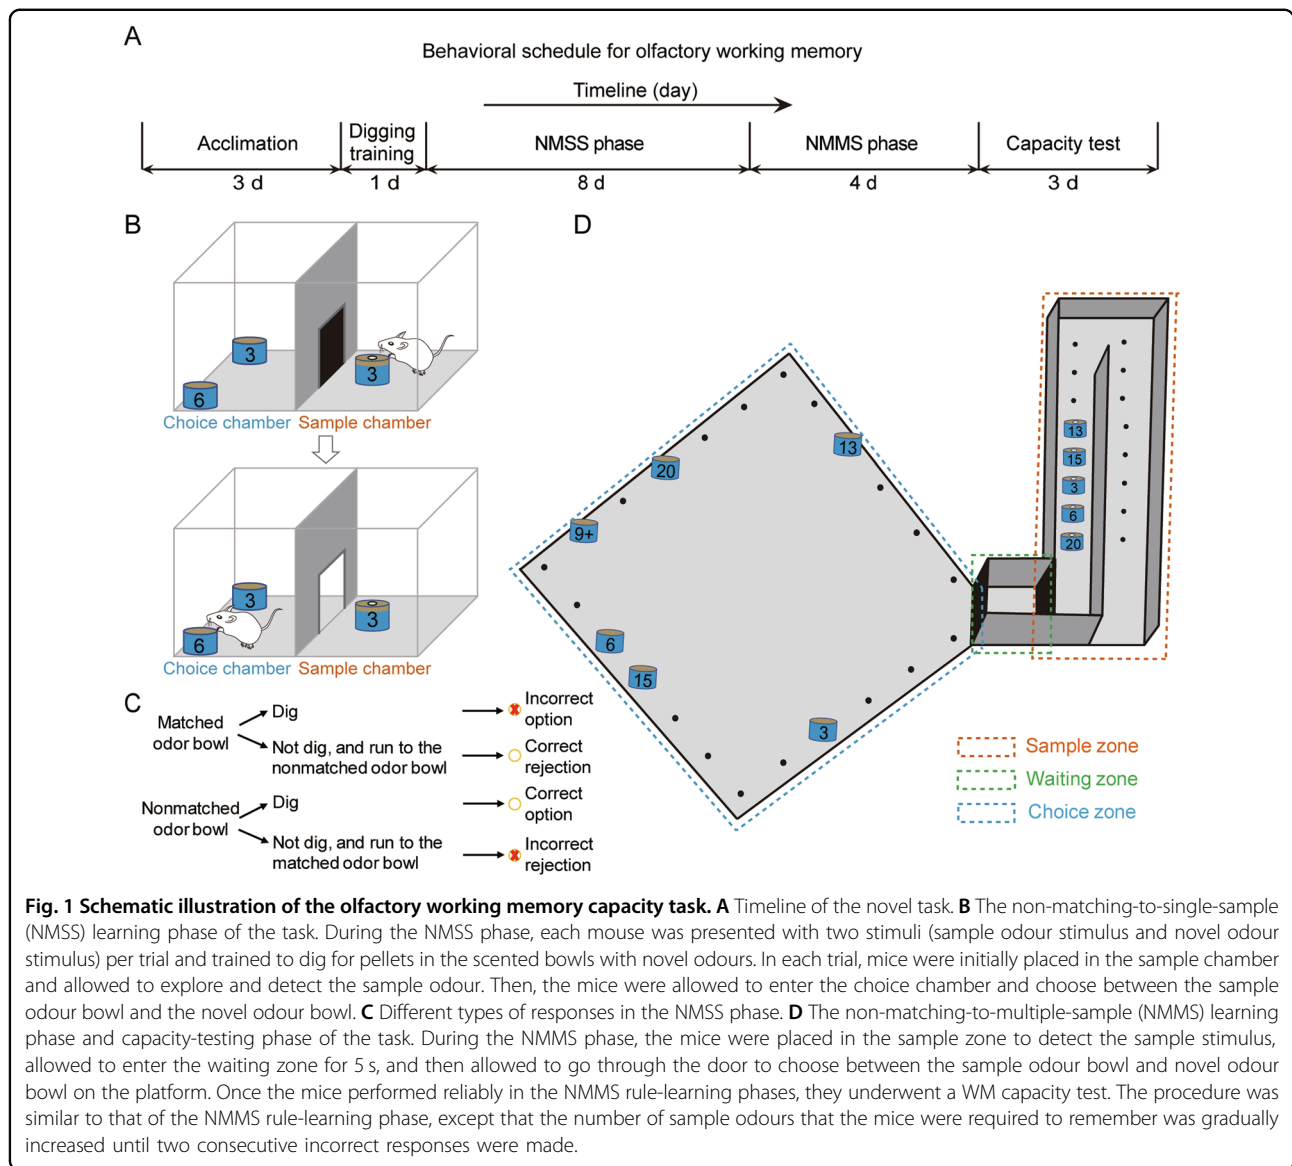 A
Behavioral schedule for olfactory working memory
Timeline (day)
Acclimation
Digging
training
NMSS phase
NMMS phase
Capacity test
3 d
1 d
8 d
4 d
3 d
B
3
6
3
Choice chamber
Sample chamber
3
6
3
Choice chamber
Sample chamber
C
Matched
odor bowl
Dig
Incorrect
option
Not dig, and run to the
nonmatched odor bowl
Correct
rejection
Nonmatched
odor bowl
Dig
Correct
option
Not dig, and run to the
matched odor bowl
Incorrect
rejection
D
13
20
9+
6
15
3
13
15
3
6
20
Sample zone
Waiting zone
Choice zone
Fig. 1 Schematic illustration of the olfactory working memory capacity task. A Timeline of the novel task. B The non-matching-to-single-sample
(NMSS) learning phase of the task. During the NMSS phase, each mouse was presented with two stimuli (sample odour stimulus and novel odour
stimulus) per trial and trained to dig for pellets in the scented bowls with novel odours. In each trial, mice were initially placed in the sample chamber
and allowed to explore and detect the sample odour. Then, the mice were allowed to enter the choice chamber and choose between the sample
odour bowl and the novel odour bowl. C Different types of responses in the NMSS phase. D The non-matching-to-multiple-sample (NMMS) learning
phase and capacity-testing phase of the task. During the NMMS phase, the mice were placed in the sample zone to detect the sample stimulus,
allowed to enter the waiting zone for 5 s, and then allowed to go through the door to choose between the sample odour bowl and novel odour
bowl on the platform. Once the mice performed reliably in the NMMS rule-learning phases, they underwent a WM capacity test. The procedure was
similar to that of the NMMS rule-learning phase, except that the number of sample odours that the mice were required to remember was gradually
increased until two consecutive incorrect responses were made.